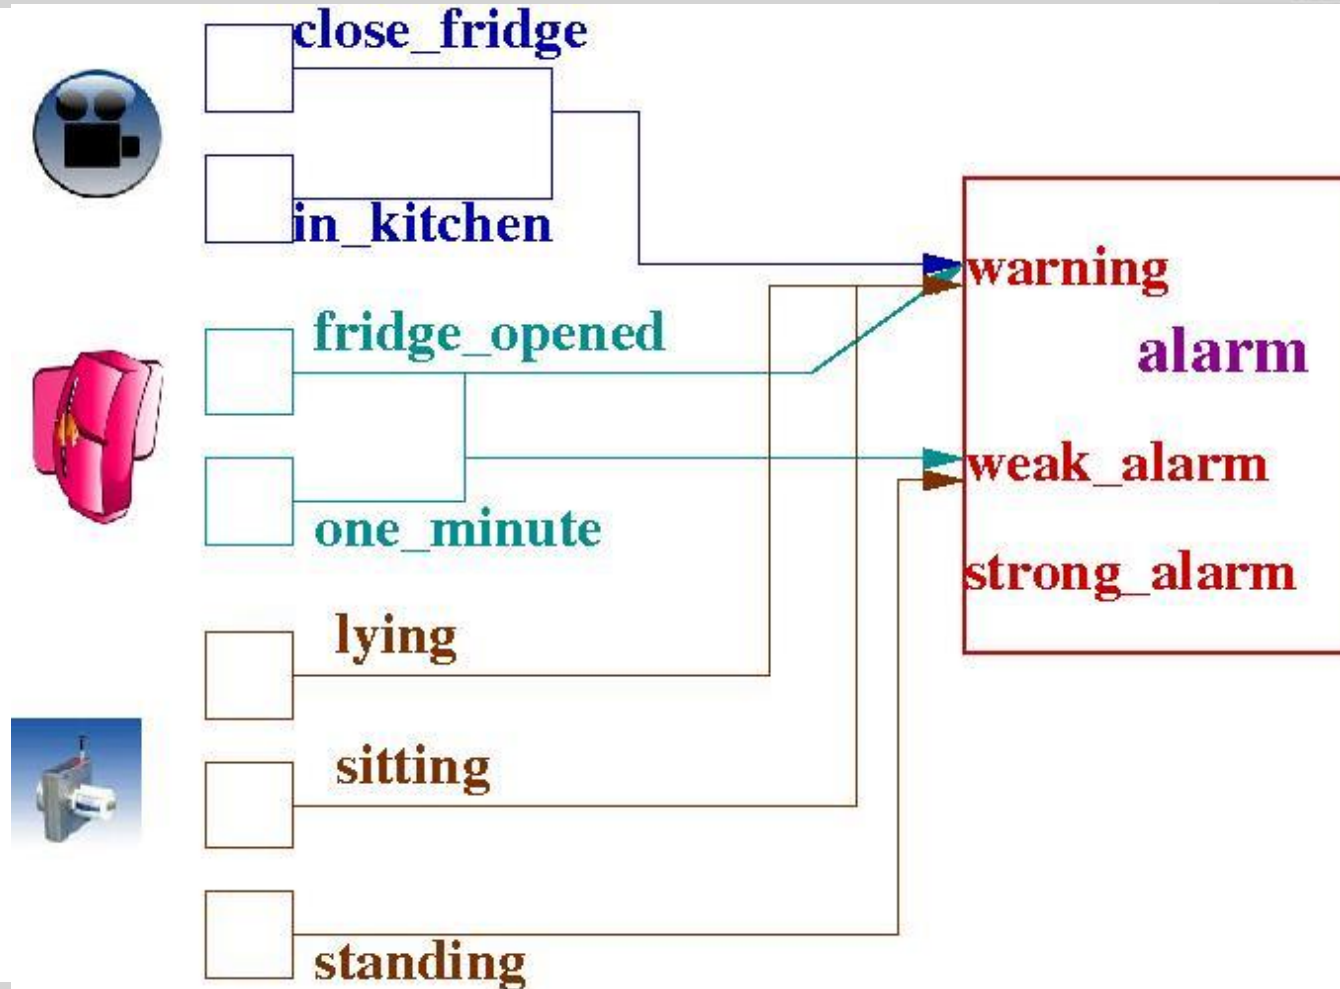 close_fridge
in_kitchen
warning
fridge_opened
alarm
weak_alarm
one_minute
strong_alarm
lying
sitting
standing